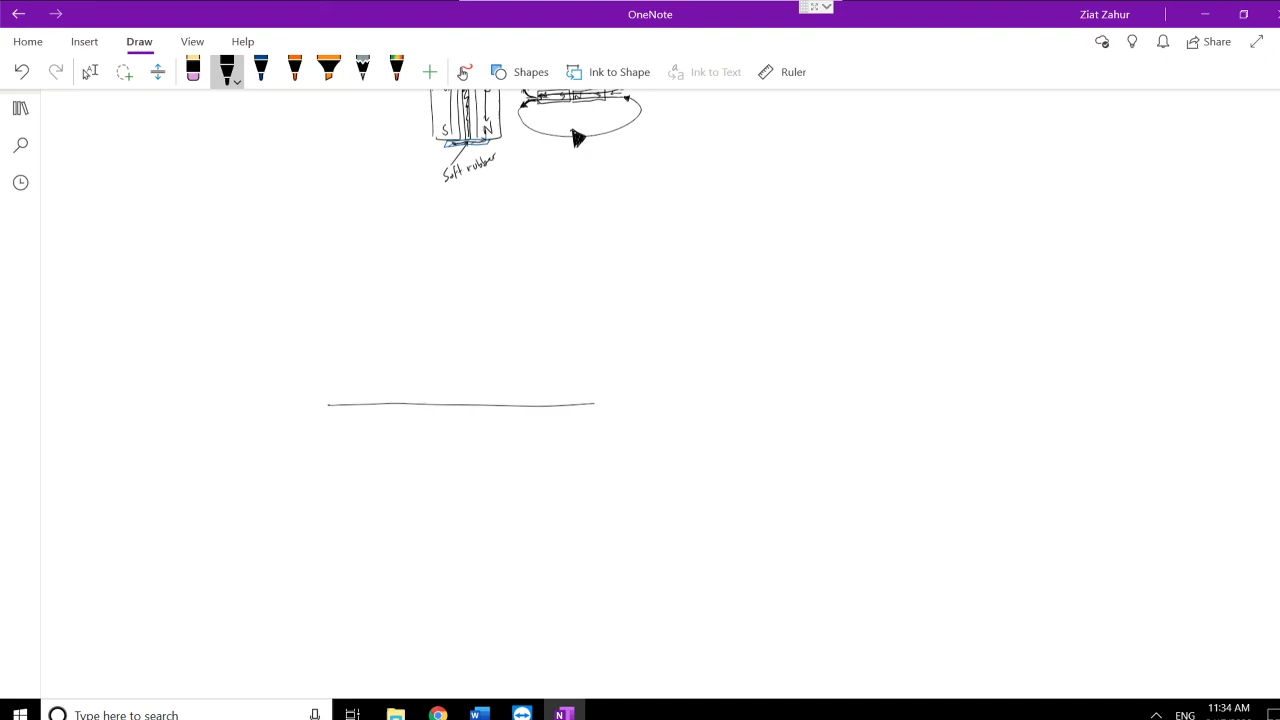 OneNote
Ziat Zahur
Home Insert Draw View Help
Share
Shapes Ink to Shape Ink to Text Ruler
S N
Soft rubber
N S N S
Type here to search
ENG
11:34 AM